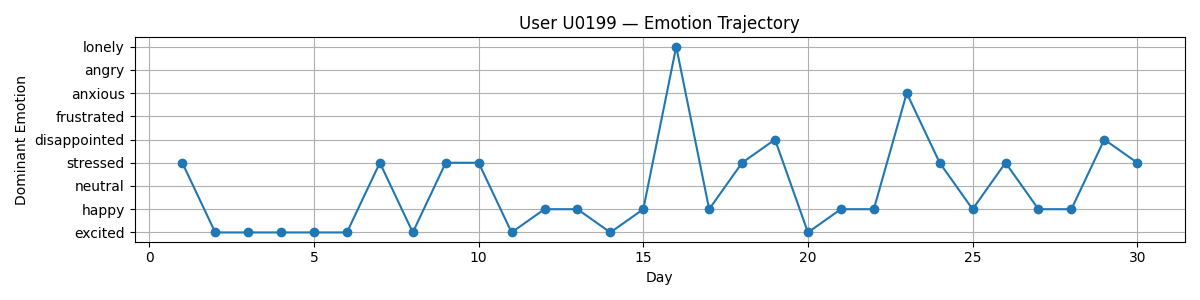 User U0199 — Emotion Trajectory
Dominant Emotion
lonely
angry
anxious
frustrated
disappointed
stressed
neutral
happy
excited
0 5 10 15 20 25 30
Day